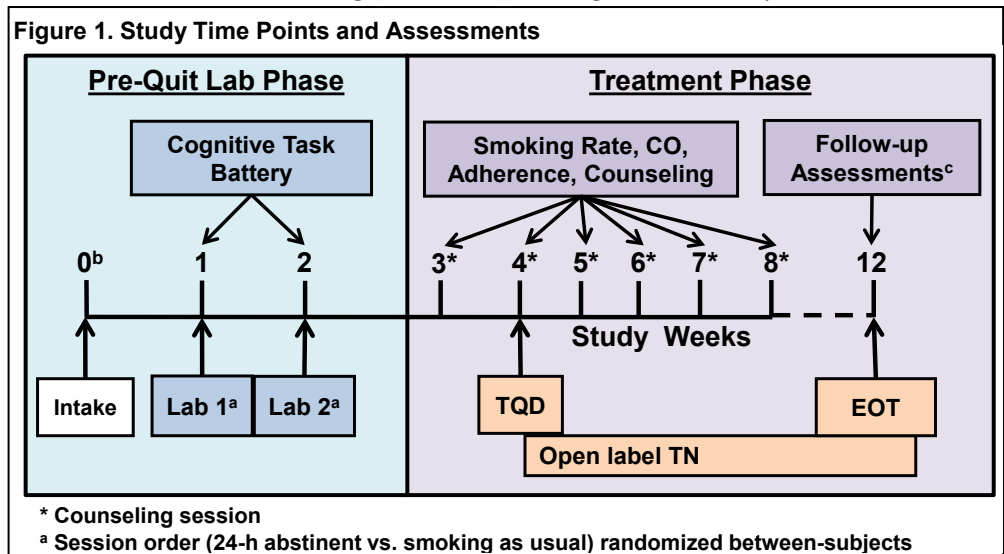 Figure 1. Study Time Points and Assessments
Pre-Quit Lab Phase
Treatment Phase
Cognitive Task
Battery
Smoking Rate, CO,
Adherence, Counseling
Follow-up
Assessmentsᶜ
0ᵇ 1 2 3* 4* 5* 6* 7* 8* 12
Study Weeks
Intake
Lab 1ᵃ
Lab 2ᵃ
TQD
EOT
Open label TN
* Counseling session
ᵃ Session order (24-h abstinent vs. smoking as usual) randomized between-subjects